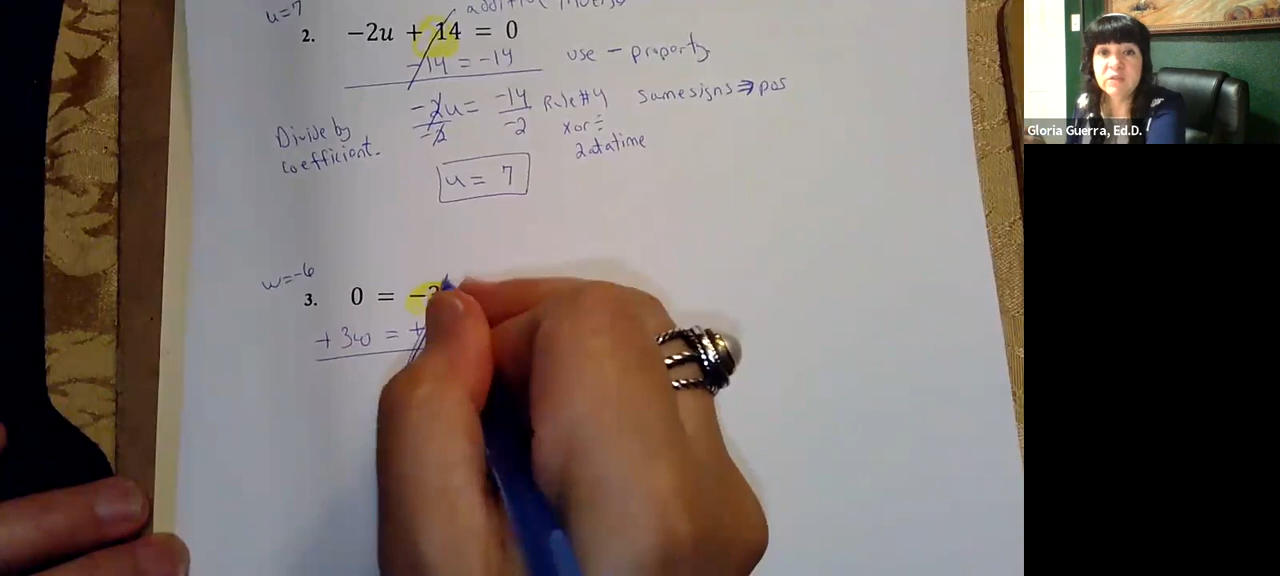 u=7
2. -2u + 14 = 0
-14 = -14
use - property
-2u = -14
-2 -2
Rule #4
same signs ⇒ pos
x or ÷
2 at a time
Divide by
coefficient.
u = 7
w=-6
3. 0 =
+3w = +
Gloria Guerra, Ed.D.